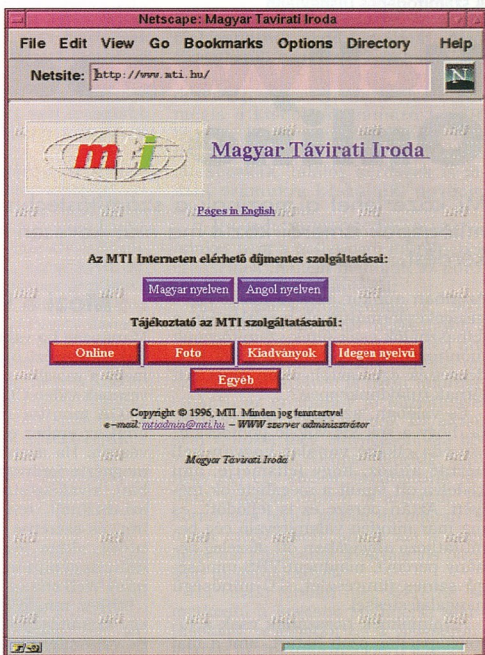 Netscape: Magyar Tavirati Iroda
File Edit View Go Bookmarks Options Directory Help
Netsite: http://www.mti.hu/
N
mti Magyar Távirati Iroda
Pages in English
Az MTI Interneten elérhető díjmentes szolgáltatásai:
Magyar nyelven Angol nyelven
Tájékoztató az MTI szolgáltatásairól:
Online Foto Kiadványok Idegen nyelvű
Egyéb
Copyright © 1996, MTI. Minden jog fenntartva!
e-mail: mtiadmin@mti.hu - WWW szerver adminisztrátor
Magyar Távirati Iroda